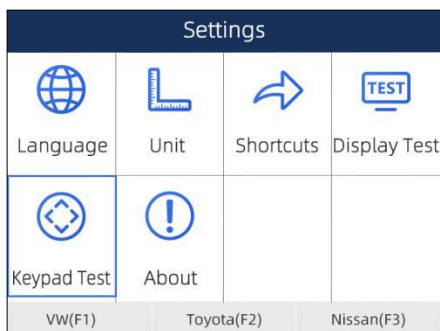 Settings
TEST
Language Unit Shortcuts Display Test
Keypad Test About
VW(F1) Toyota(F2) Nissan(F3)